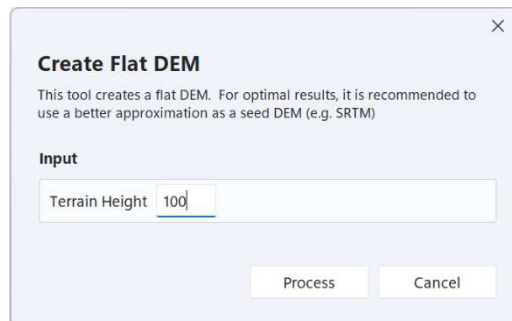 Create Flat DEM
This tool creates a flat DEM.  For optimal results, it is recommended to
use a better approximation as a seed DEM (e.g. SRTM)
Input
Terrain Height 100
Process Cancel